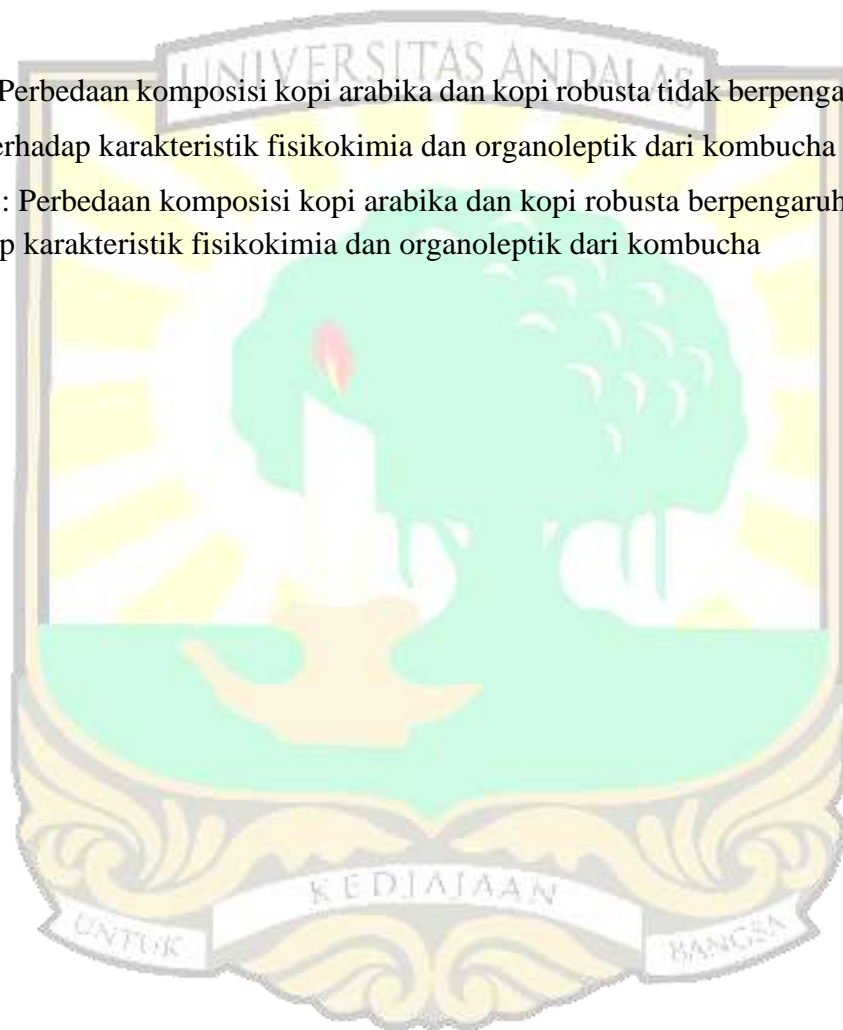 UNIVERSITAS ANDALAS
Perbedaan komposisi kopi arabika dan kopi robusta tidak berpenga
erhadap karakteristik fisikokimia dan organoleptik dari kombucha
: Perbedaan komposisi kopi arabika dan kopi robusta berpengaruh
p karakteristik fisikokimia dan organoleptik dari kombucha
KEDJAJAAN
UNTUK BANGSA